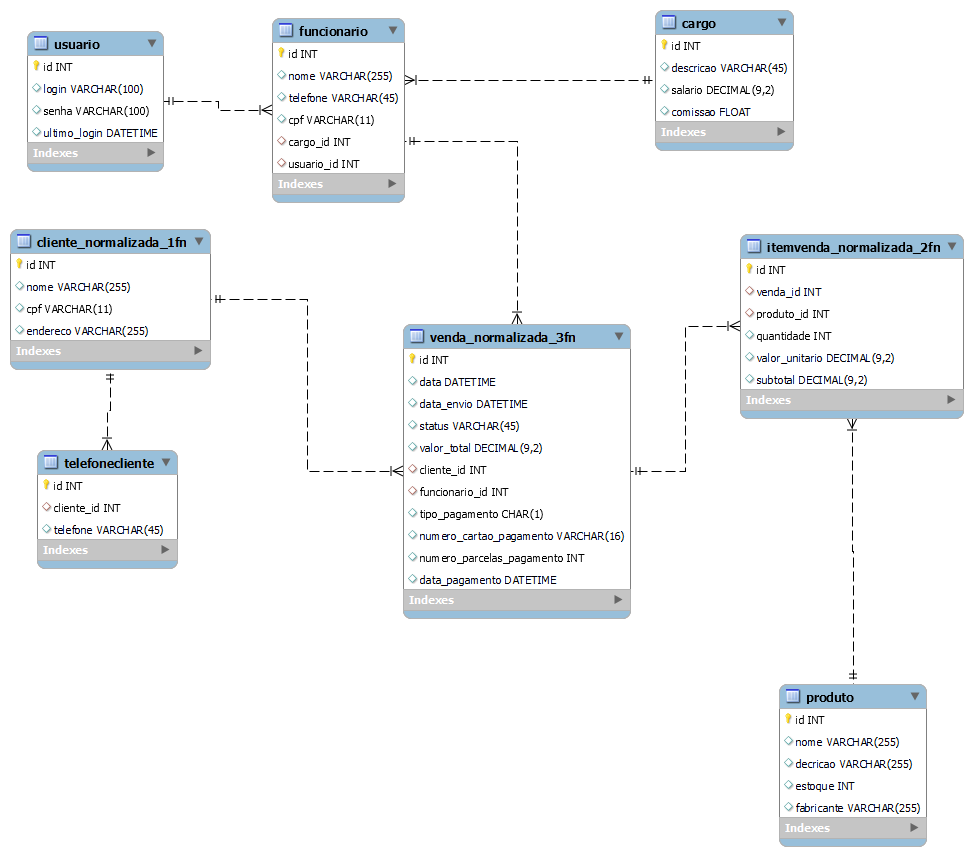 usuario
id INT
login VARCHAR(100)
senha VARCHAR(100)
ultimo_login DATETIME
Indexes
funcionario
id INT
nome VARCHAR(255)
telefone VARCHAR(45)
cpf VARCHAR(11)
cargo_id INT
usuario_id INT
Indexes
cargo
id INT
descricao VARCHAR(45)
salario DECIMAL(9,2)
comissao FLOAT
Indexes
cliente_normalizada_1fn
id INT
nome VARCHAR(255)
cpf VARCHAR(11)
endereco VARCHAR(255)
Indexes
telefonecliente
id INT
cliente_id INT
telefone VARCHAR(45)
Indexes
venda_normalizada_3fn
id INT
data DATETIME
data_envio DATETIME
status VARCHAR(45)
valor_total DECIMAL(9,2)
cliente_id INT
funcionario_id INT
tipo_pagamento CHAR(1)
numero_cartao_pagamento VARCHAR(16)
numero_parcelas_pagamento INT
data_pagamento DATETIME
Indexes
itemvenda_normalizada_2fn
id INT
venda_id INT
produto_id INT
quantidade INT
valor_unitario DECIMAL(9,2)
subtotal DECIMAL(9,2)
Indexes
produto
id INT
nome VARCHAR(255)
decricao VARCHAR(255)
estoque INT
fabricante VARCHAR(255)
Indexes